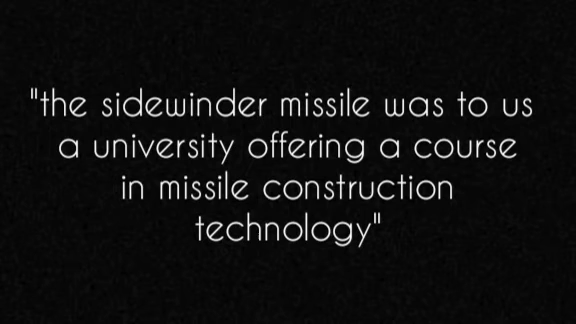 "the sidewinder missile was to us
a university offering a course
in missile construction
technology"